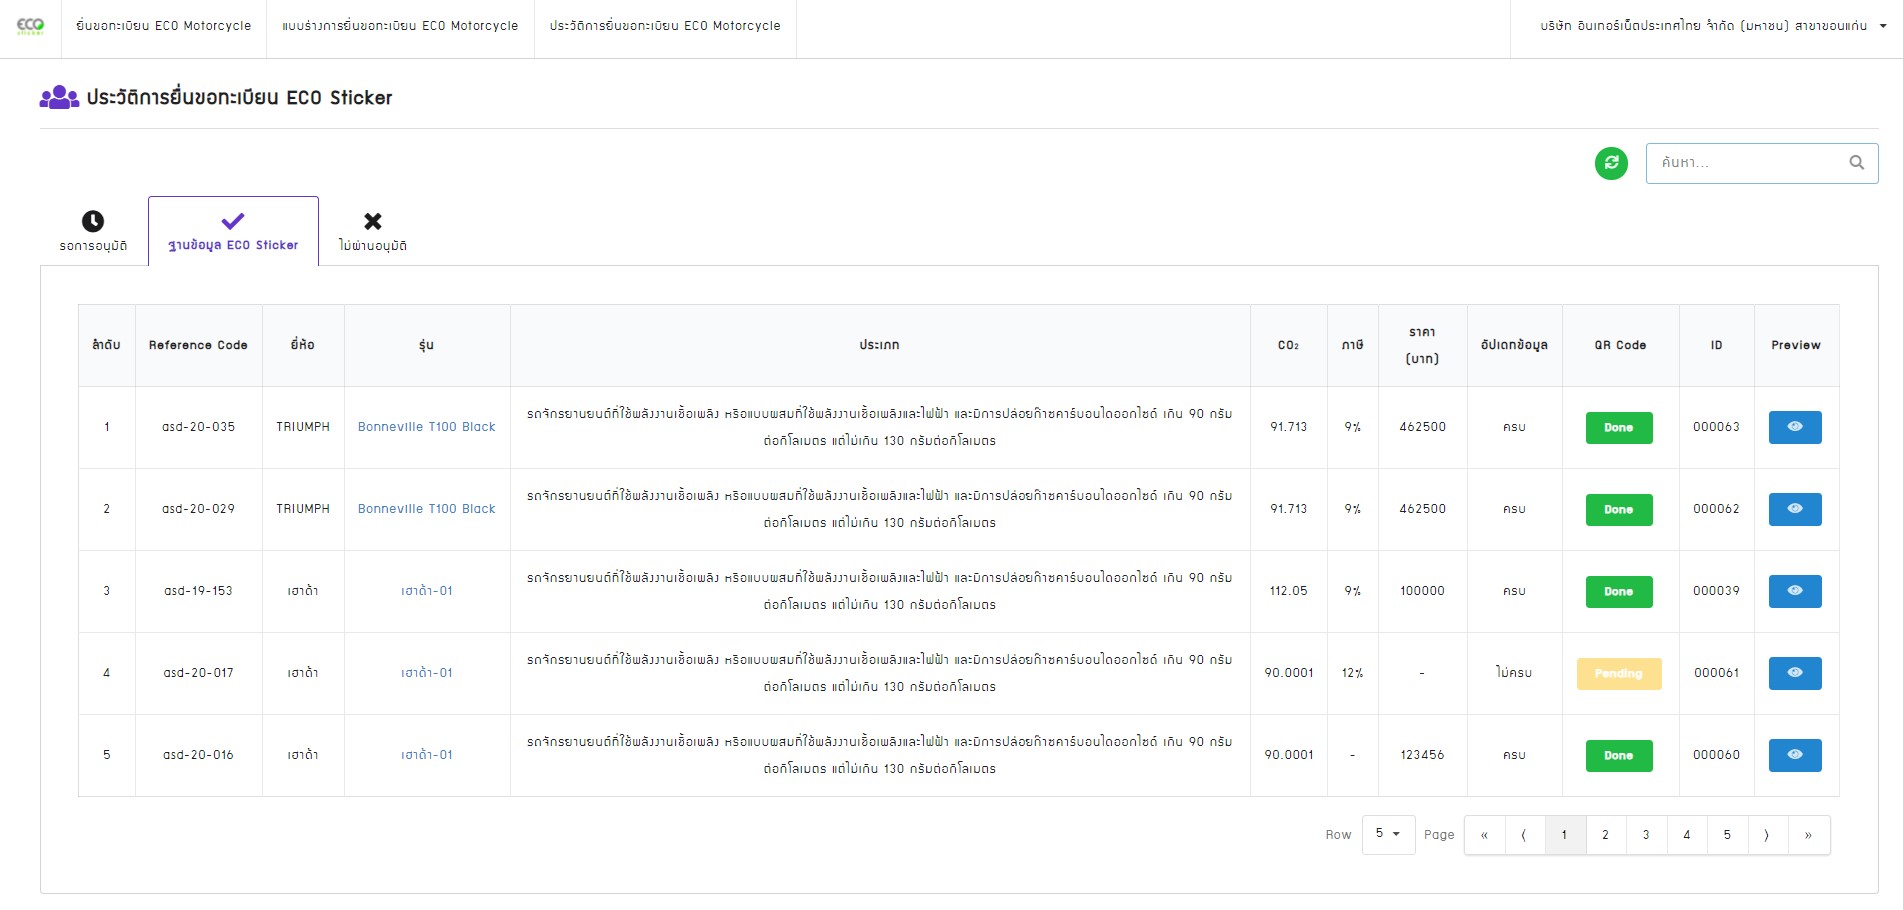 ECO sticker
ยื่นขอทะเบียน ECO Motorcycle
แบบร่างการยื่นขอทะเบียน ECO Motorcycle
ประวัติการยื่นขอทะเบียน ECO Motorcycle
บริษัท อินเทอร์เน็ตประเทศไทย จำกัด (มหาชน) สาขาขอนแก่น
ประวัติการยื่นขอทะเบียน ECO Sticker
ค้นหา...
รอการอนุมัติ
ฐานข้อมูล ECO Sticker
ไม่ผ่านอนุมัติ
ลำดับ Reference Code ยี่ห้อ รุ่น ประเภท CO₂ ภาษี ราคา (บาท) อัปเดทข้อมูล QR Code ID Preview
1 asd-20-035 TRIUMPH Bonneville T100 Black รถจักรยานยนต์ที่ใช้พลังงานเชื้อเพลิง หรือแบบผสมที่ใช้พลังงานเชื้อเพลิงและไฟฟ้า และมีการปล่อยก๊าซคาร์บอนไดออกไซด์ เกิน 90 กรัม
ต่อกิโลเมตร แต่ไม่เกิน 130 กรัมต่อกิโลเมตร 91.713 9% 462500 ครบ Done 000063
2 asd-20-029 TRIUMPH Bonneville T100 Black รถจักรยานยนต์ที่ใช้พลังงานเชื้อเพลิง หรือแบบผสมที่ใช้พลังงานเชื้อเพลิงและไฟฟ้า และมีการปล่อยก๊าซคาร์บอนไดออกไซด์ เกิน 90 กรัม
ต่อกิโลเมตร แต่ไม่เกิน 130 กรัมต่อกิโลเมตร 91.713 9% 462500 ครบ Done 000062
3 asd-19-153 เฮาด้า เฮาด้า-01 รถจักรยานยนต์ที่ใช้พลังงานเชื้อเพลิง หรือแบบผสมที่ใช้พลังงานเชื้อเพลิงและไฟฟ้า และมีการปล่อยก๊าซคาร์บอนไดออกไซด์ เกิน 90 กรัม
ต่อกิโลเมตร แต่ไม่เกิน 130 กรัมต่อกิโลเมตร 112.05 9% 100000 ครบ Done 000039
4 asd-20-017 เฮาด้า เฮาด้า-01 รถจักรยานยนต์ที่ใช้พลังงานเชื้อเพลิง หรือแบบผสมที่ใช้พลังงานเชื้อเพลิงและไฟฟ้า และมีการปล่อยก๊าซคาร์บอนไดออกไซด์ เกิน 90 กรัม
ต่อกิโลเมตร แต่ไม่เกิน 130 กรัมต่อกิโลเมตร 90.0001 12% - ไม่ครบ Pending 000061
5 asd-20-016 เฮาด้า เฮาด้า-01 รถจักรยานยนต์ที่ใช้พลังงานเชื้อเพลิง หรือแบบผสมที่ใช้พลังงานเชื้อเพลิงและไฟฟ้า และมีการปล่อยก๊าซคาร์บอนไดออกไซด์ เกิน 90 กรัม
ต่อกิโลเมตร แต่ไม่เกิน 130 กรัมต่อกิโลเมตร 90.0001 - 123456 ครบ Done 000060
Row 5 Page « ⟨ 1 2 3 4 5 ⟩ »